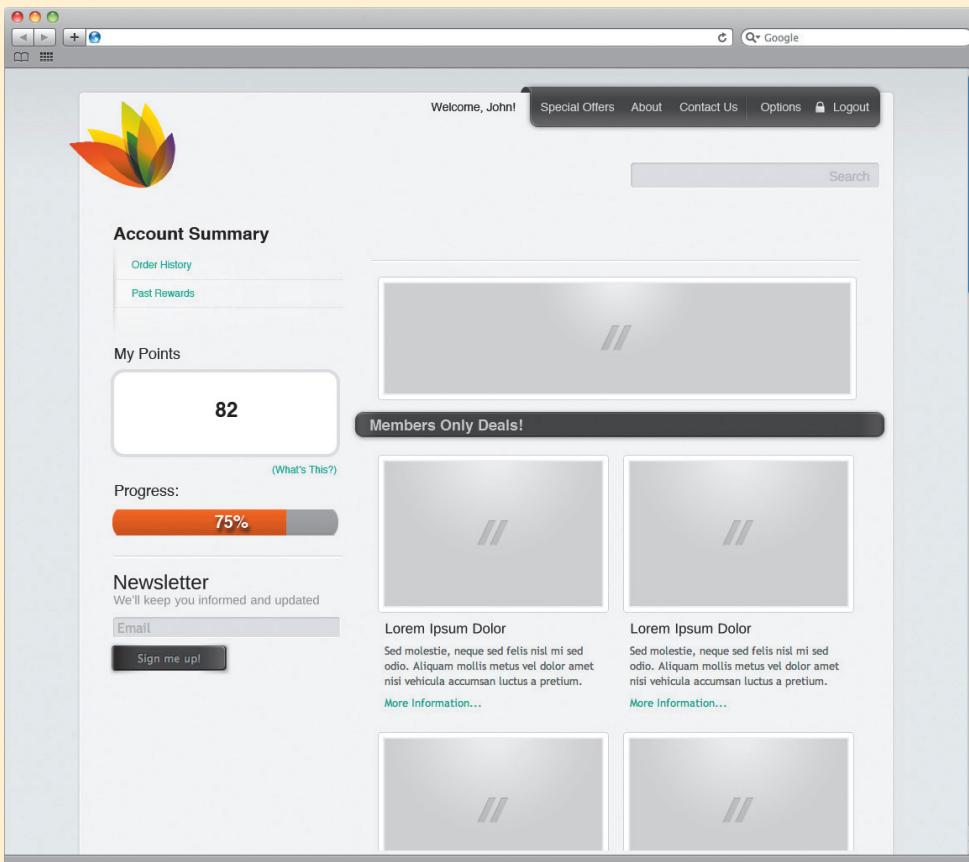 Google
Welcome, John!
Special Offers About Contact Us Options Logout
Search
Account Summary
Order History
Past Rewards
My Points
82
(What's This?)
Progress:
75%
Newsletter
We'll keep you informed and updated
Email
Sign me up!
Members Only Deals!
Lorem Ipsum Dolor
Sed molestie, neque sed felis nisl mi sed
odio. Aliquam mollis metus vel dolor amet
nisi vehicula accumsan luctus a pretium.
More Information...
Lorem Ipsum Dolor
Sed molestie, neque sed felis nisl mi sed
odio. Aliquam mollis metus vel dolor amet
nisi vehicula accumsan luctus a pretium.
More Information...